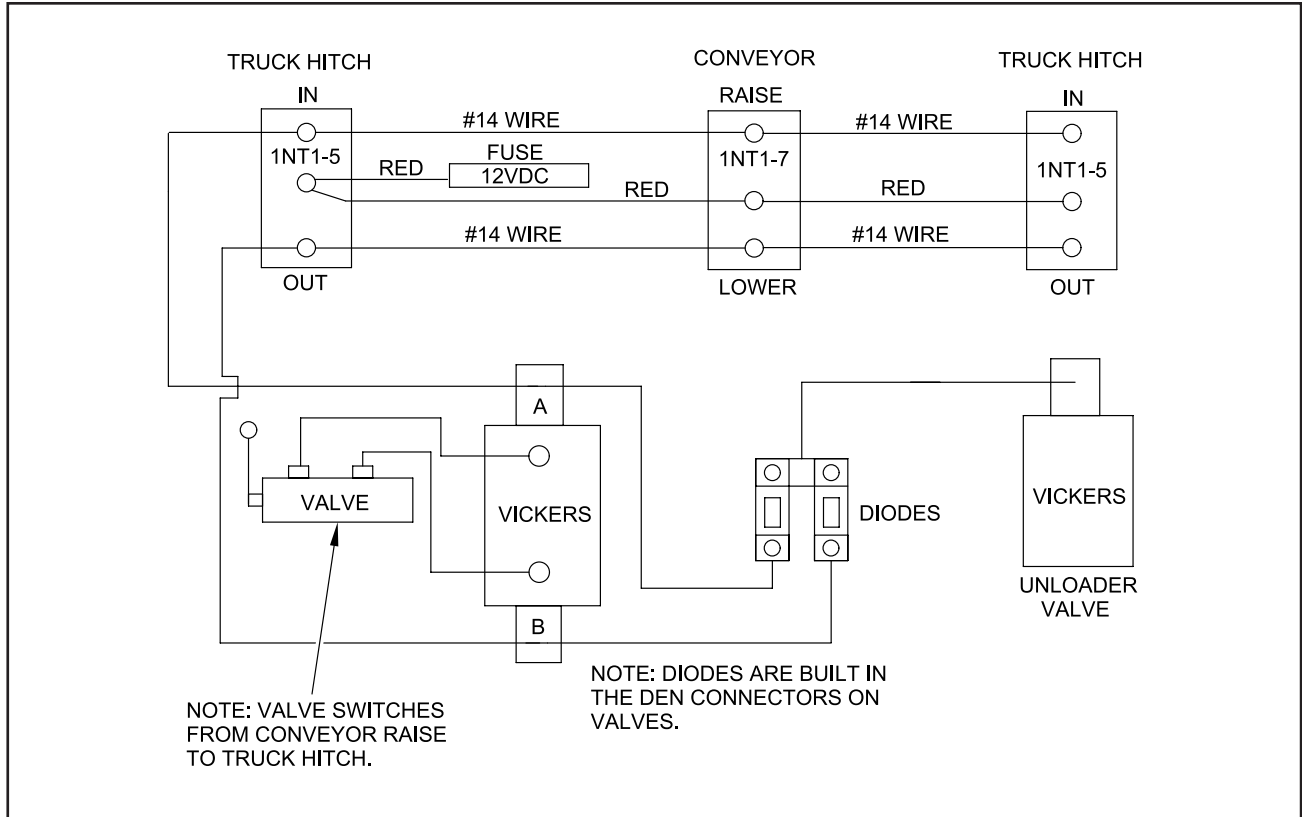 TRUCK HITCH
CONVEYOR
TRUCK HITCH
IN
RAISE
IN
#14 WIRE
#14 WIRE
1NT1-5
FUSE
1NT1-7
1NT1-5
RED
12VDC
RED
RED
#14 WIRE
#14 WIRE
OUT
LOWER
OUT
A
VALVE
VICKERS
DIODES
VICKERS
B
UNLOADER
VALVE
NOTE: DIODES ARE BUILT IN
THE DEN CONNECTORS ON
VALVES.
NOTE: VALVE SWITCHES
FROM CONVEYOR RAISE
TO TRUCK HITCH.